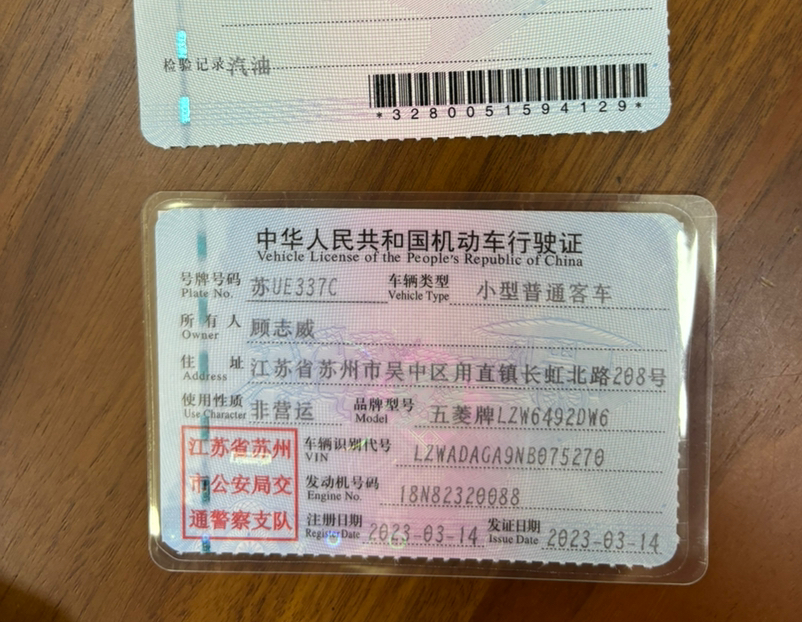 检验记录 汽油
*3280051594129*
中华人民共和国机动车行驶证
Vehicle License of the People's Republic of China
号牌号码 苏UE337C 车辆类型 小型普通客车
Plate No. Vehicle Type
所有人 顾志威
Owner
住址 江苏省苏州市吴中区用直镇长虹北路208号
Address
使用性质 非营运 品牌型号 五菱牌LZW6492DW6
Use Character Model
江苏省苏州 车辆识别代号 LZWADAGA9NB075270
VIN
市公安局交 发动机号码 18N82320088
Engine No.
通警察支队 注册日期 2023-03-14 发证日期 2023-03-14
Register Date Issue Date